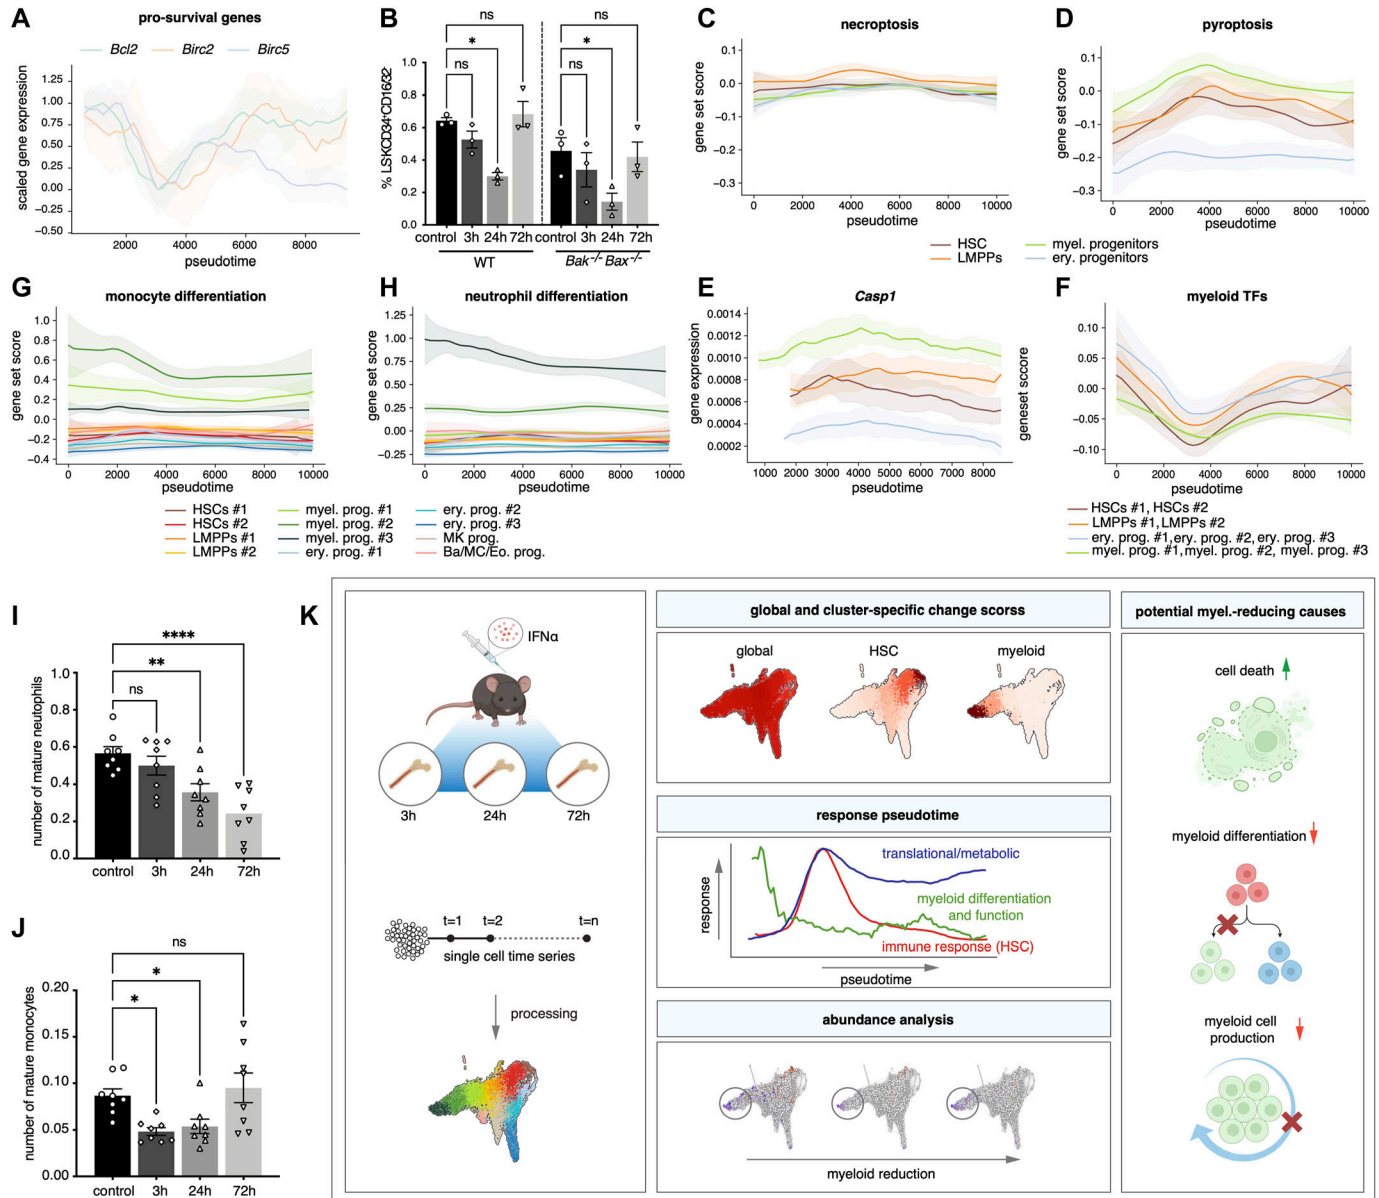 A
pro-survival genes
Bcl2 Birc2 Birc5
scaled gene expression
1.25
1.00
0.75
0.50
0.25
0.00
−0.25
−0.50
2000 4000 6000 8000
pseudotime
B
ns ns
* *
ns ns
% LSKCD34+CD16/32-
1.0
0.8
0.6
0.4
0.2
0.0
control 3h 24h 72h control 3h 24h 72h
WT Bak-/- Bax-/-
C
necroptosis
gene set score
0.1
0.0
−0.1
−0.2
−0.3
0 2000 4000 6000 8000 10000
pseudotime
D
pyroptosis
gene set score
0.1
0.0
−0.1
−0.2
−0.3
0 2000 4000 6000 8000 10000
pseudotime
HSC myel. progenitors
LMPPs ery. progenitors
G
monocyte differentiation
gene set score
1.0
0.8
0.6
0.4
0.2
0.0
−0.2
−0.4
0 2000 4000 6000 8000 10000
pseudotime
H
neutrophil differentiation
gene set score
1.25
1.00
0.75
0.50
0.25
0.00
−0.25
0 2000 4000 6000 8000 10000
pseudotime
HSCs #1 myel. prog. #1 ery. prog. #2
HSCs #2 myel. prog. #2 ery. prog. #3
LMPPs #1 myel. prog. #3 MK prog.
LMPPs #2 ery. prog. #1 Ba/MC/Eo. prog.
E
Casp1
gene expression
0.0014
0.0012
0.0010
0.0008
0.0006
0.0004
0.0002
1000 2000 3000 4000 5000 6000 7000 8000
pseudotime
F
myeloid TFs
geneset sccore
0.10
0.05
0.00
−0.05
−0.10
0 2000 4000 6000 8000 10000
pseudotime
HSCs #1, HSCs #2
LMPPs #1, LMPPs #2
ery. prog. #1, ery. prog. #2, ery. prog. #3
myel. prog. #1, myel. prog. #2, myel. prog. #3
I
****
**
ns
number of mature neutophils
1.0
0.8
0.6
0.4
0.2
0.0
control 3h 24h 72h
J
ns
*
*
number of mature monocytes
0.20
0.15
0.10
0.05
0.00
control 3h 24h 72h
K
IFNα
3h 24h 72h
t=1 t=2 t=n
single cell time series
processing
global and cluster-specific change scorss
global HSC myeloid
response pseudotime
response
translational/metabolic
myeloid differentiation
and function
immune response (HSC)
pseudotime
abundance analysis
myeloid reduction
potential myel.-reducing causes
cell death
myeloid differentiation
myeloid cell
production